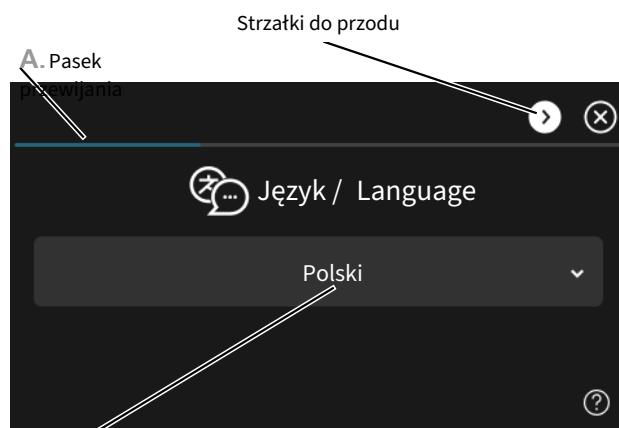 Strzałki do przodu
A. Pasek
przewijania
Język / Language
Polski